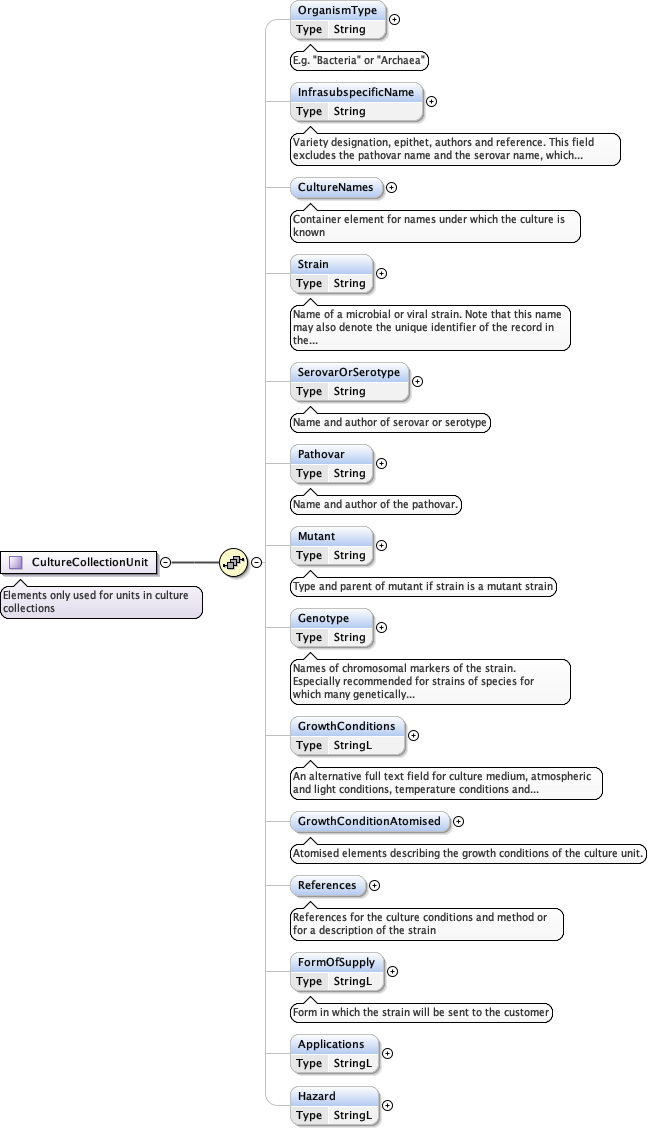 OrganismType
Type String
E.g. "Bacteria" or "Archaea"
InfrasubspecificName
Type String
Variety designation, epithet, authors and reference. This field
excludes the pathovar name and the serovar name, which...
CultureNames
Container element for names under which the culture is
known
Strain
Type String
Name of a microbial or viral strain. Note that this name
may also denote the unique identifier of the record in
the...
SerovarOrSerotype
Type String
Name and author of serovar or serotype
Pathovar
Type String
Name and author of the pathovar.
Mutant
Type String
CultureCollectionUnit
Elements only used for units in culture
collections
Type and parent of mutant if strain is a mutant strain
Genotype
Type String
Names of chromosomal markers of the strain.
Especially recommended for strains of species for
which many genetically...
GrowthConditions
Type StringL
An alternative full text field for culture medium, atmospheric
and light conditions, temperature conditions and...
GrowthConditionAtomised
Atomised elements describing the growth conditions of the culture unit.
References
References for the culture conditions and method or
for a description of the strain
FormOfSupply
Type StringL
Form in which the strain will be sent to the customer
Applications
Type StringL
Hazard
Type StringL